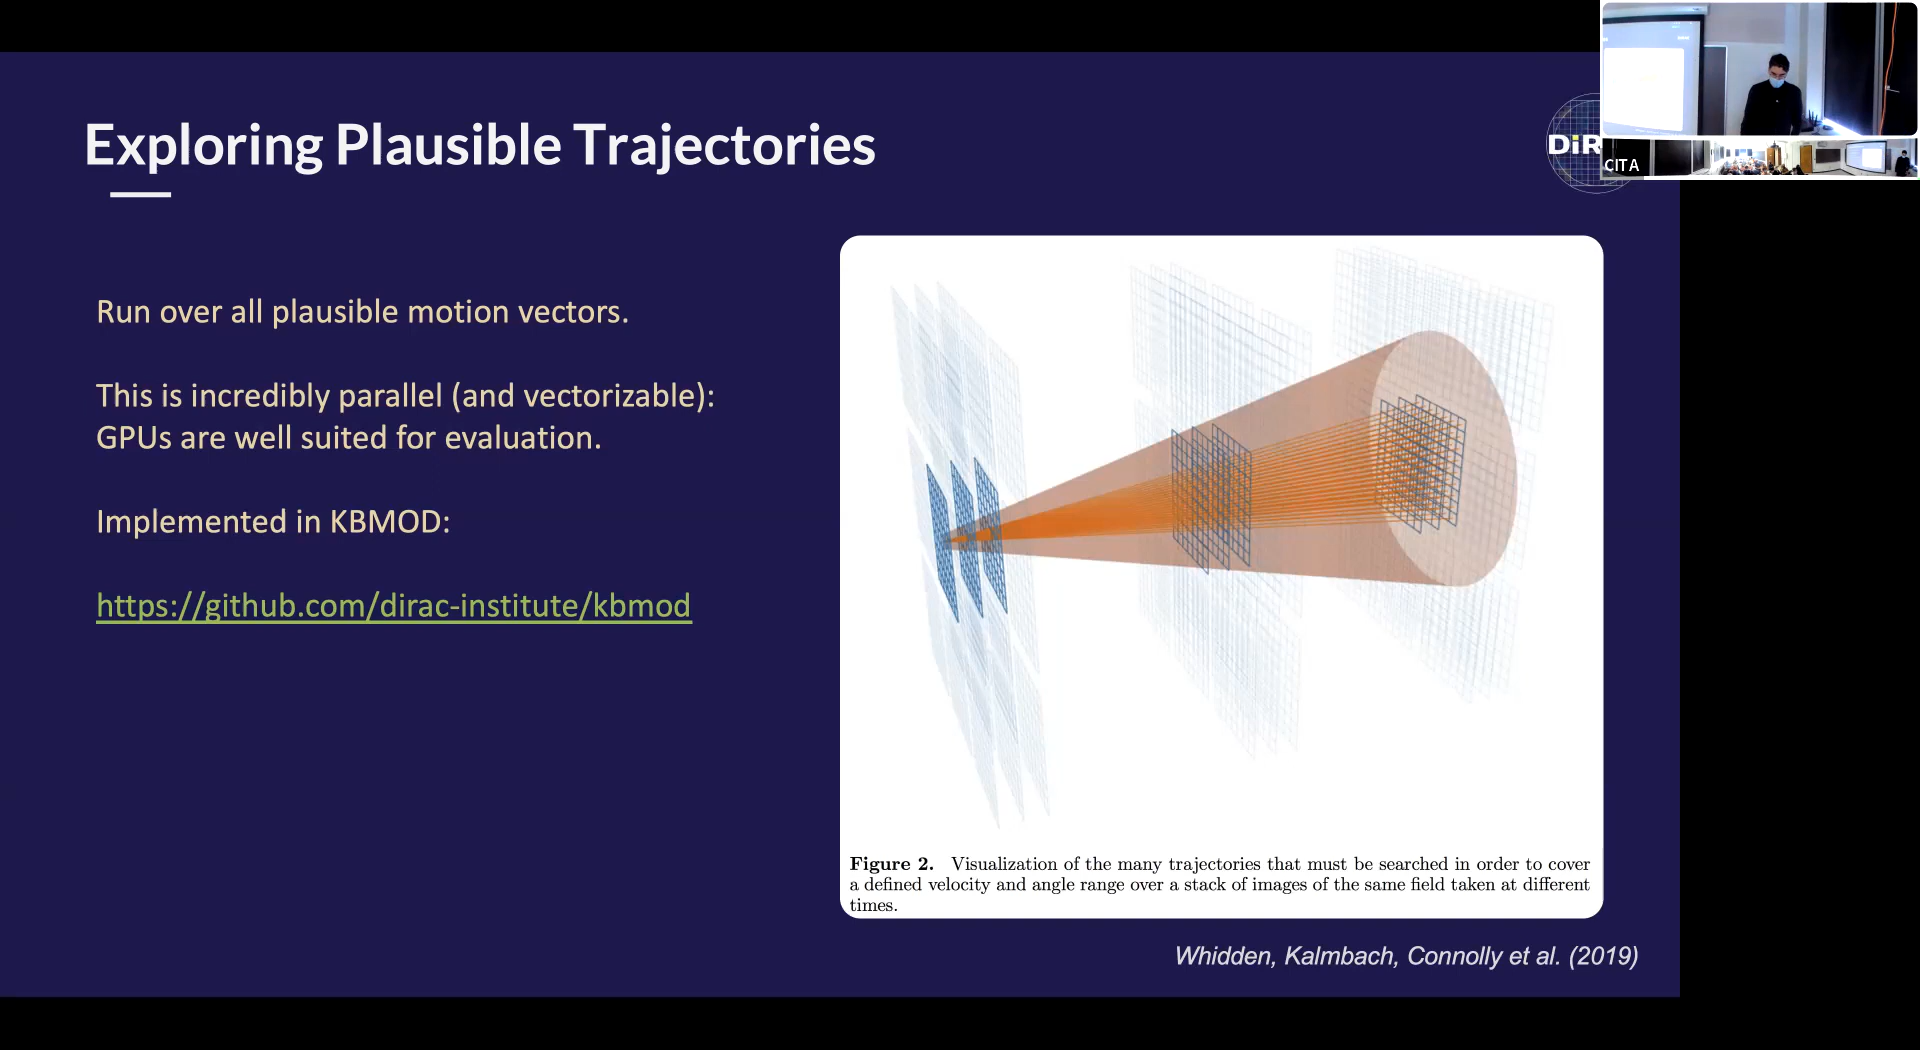 Exploring Plausible Trajectories
DiR
CITA
Run over all plausible motion vectors.
This is incredibly parallel (and vectorizable):
GPUs are well suited for evaluation.
Implemented in KBMOD:
https://github.com/dirac-institute/kbmod
Figure 2. Visualization of the many trajectories that must be searched in order to cover
a defined velocity and angle range over a stack of images of the same field taken at different
times.
Whidden, Kalmbach, Connolly et al. (2019)